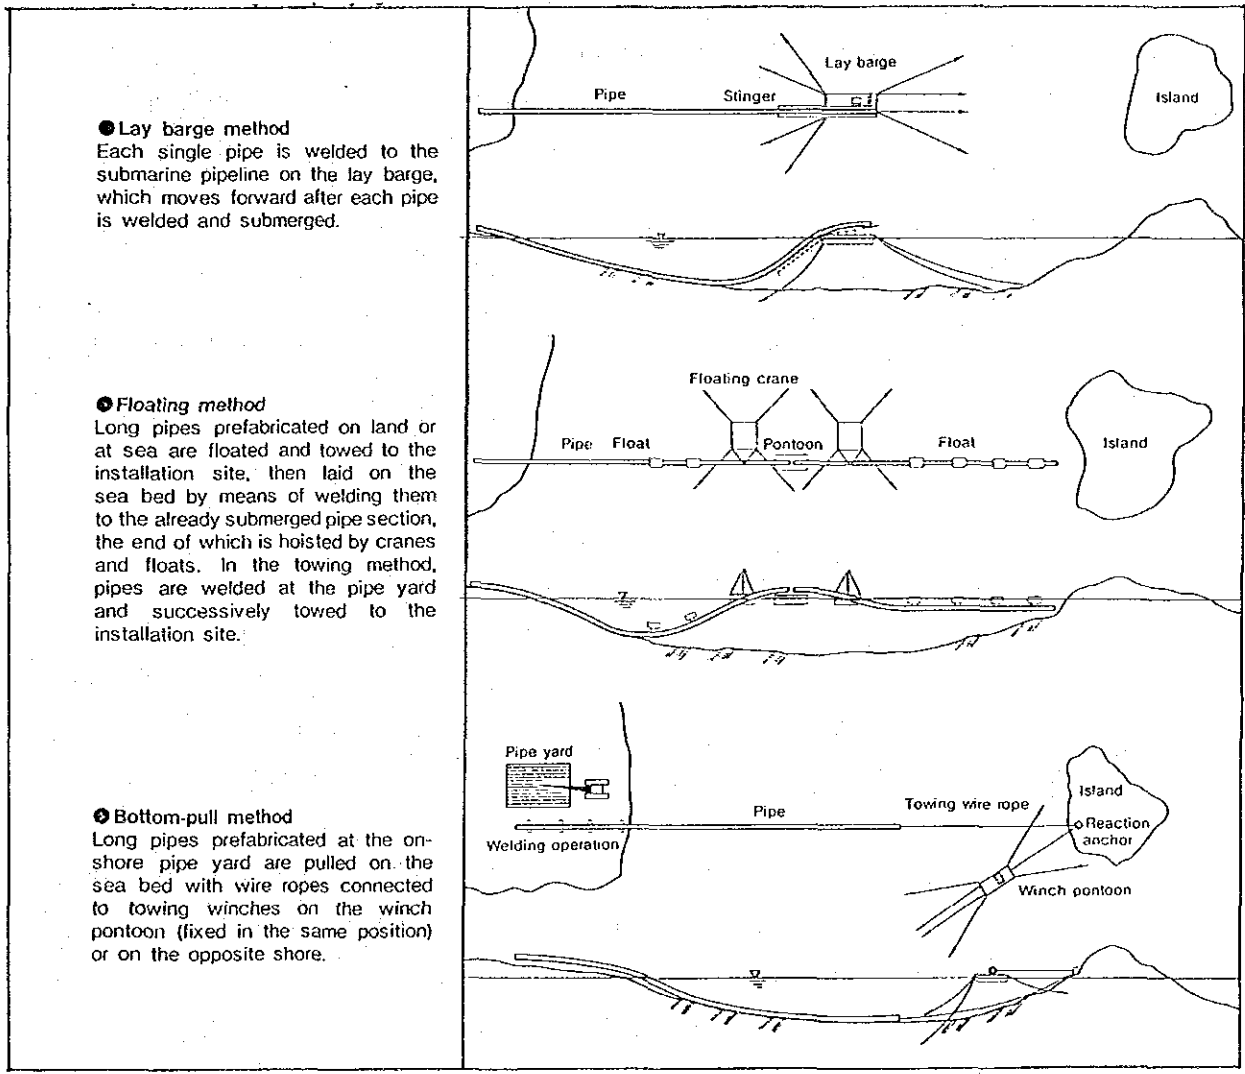 ●Lay barge method
Each single pipe is welded to the
submarine pipeline on the lay barge,
which moves forward after each pipe
is welded and submerged.
Lay barge
Pipe
Stinger
Island
●Floating method
Long pipes prefabricated on land or
at sea are floated and towed to the
installation site, then laid on the
sea bed by means of welding them
to the already submerged pipe section,
the end of which is hoisted by cranes
and floats. In the towing method,
pipes are welded at the pipe yard
and successively towed to the
installation site.
Floating crane
Pipe
Float
Pontoon
Float
Island
●Bottom-pull method
Long pipes prefabricated at the on-
shore pipe yard are pulled on the
sea bed with wire ropes connected
to towing winches on the winch
pontoon (fixed in the same position)
or on the opposite shore.
Pipe yard
Welding operation
Pipe
Towing wire rope
Island
Reaction
anchor
Winch pontoon